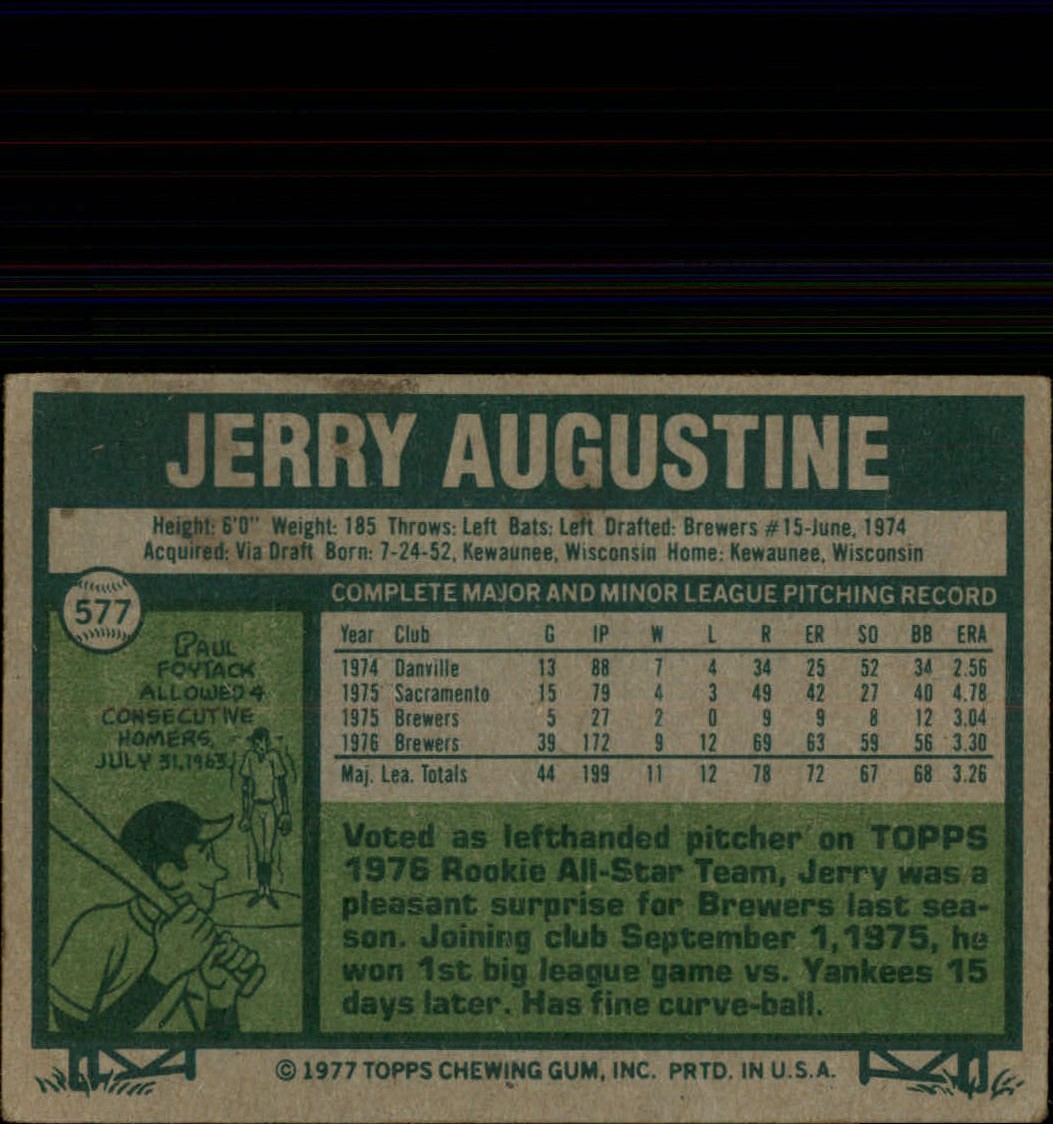 JERRY AUGUSTINE
Height: 6'0" Weight: 185 Throws: Left Bats: Left Drafted: Brewers #15-June, 1974
Acquired: Via Draft Born: 7-24-52, Kewaunee, Wisconsin Home: Kewaunee, Wisconsin
577
PAUL
FOYTACK
ALLOWED 4
CONSECUTIVE
HOMERS,
JULY 31, 1963.
COMPLETE MAJOR AND MINOR LEAGUE PITCHING RECORD
Year Club G IP W L R ER SO BB ERA
1974 Danville 13 88 7 4 34 25 52 34 2.56
1975 Sacramento 15 79 4 3 49 42 27 40 4.78
1975 Brewers 5 27 2 0 9 9 8 12 3.04
1976 Brewers 39 172 9 12 69 63 59 56 3.30
Maj. Lea. Totals 44 199 11 12 78 72 67 68 3.26
Voted as lefthanded pitcher on TOPPS
1976 Rookie All-Star Team, Jerry was a
pleasant surprise for Brewers last sea-
son. Joining club September 1, 1975, he
won 1st big league game vs. Yankees 15
days later. Has fine curve-ball.
© 1977 TOPPS CHEWING GUM, INC. PRTD. IN U.S.A.